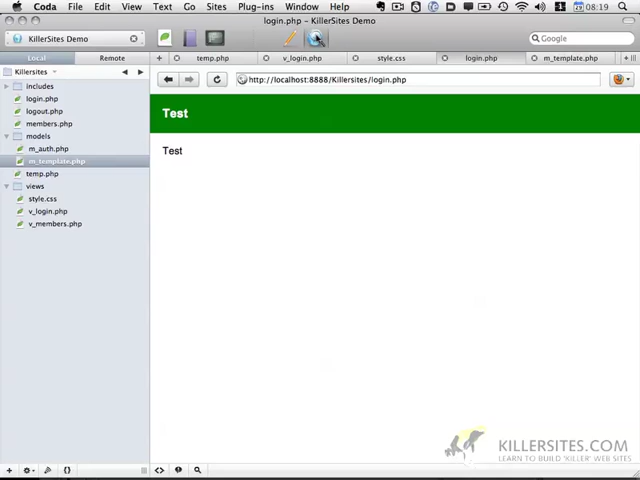 Coda File Edit View Text Go Sites Plug-ins Window Help 08:19
login.php – KillerSites Demo
KillerSites Demo
Google
Local Remote
temp.php v_login.php style.css login.php m_template.php
Killersites
http://localhost:8888/Killersites/login.php
includes
login.php
logout.php
members.php
models
m_auth.php
m_template.php
temp.php
views
style.css
v_login.php
v_members.php
Test
Test
KILLERSITES.COM
LEARN TO BUILD 'KILLER' WEB SITES